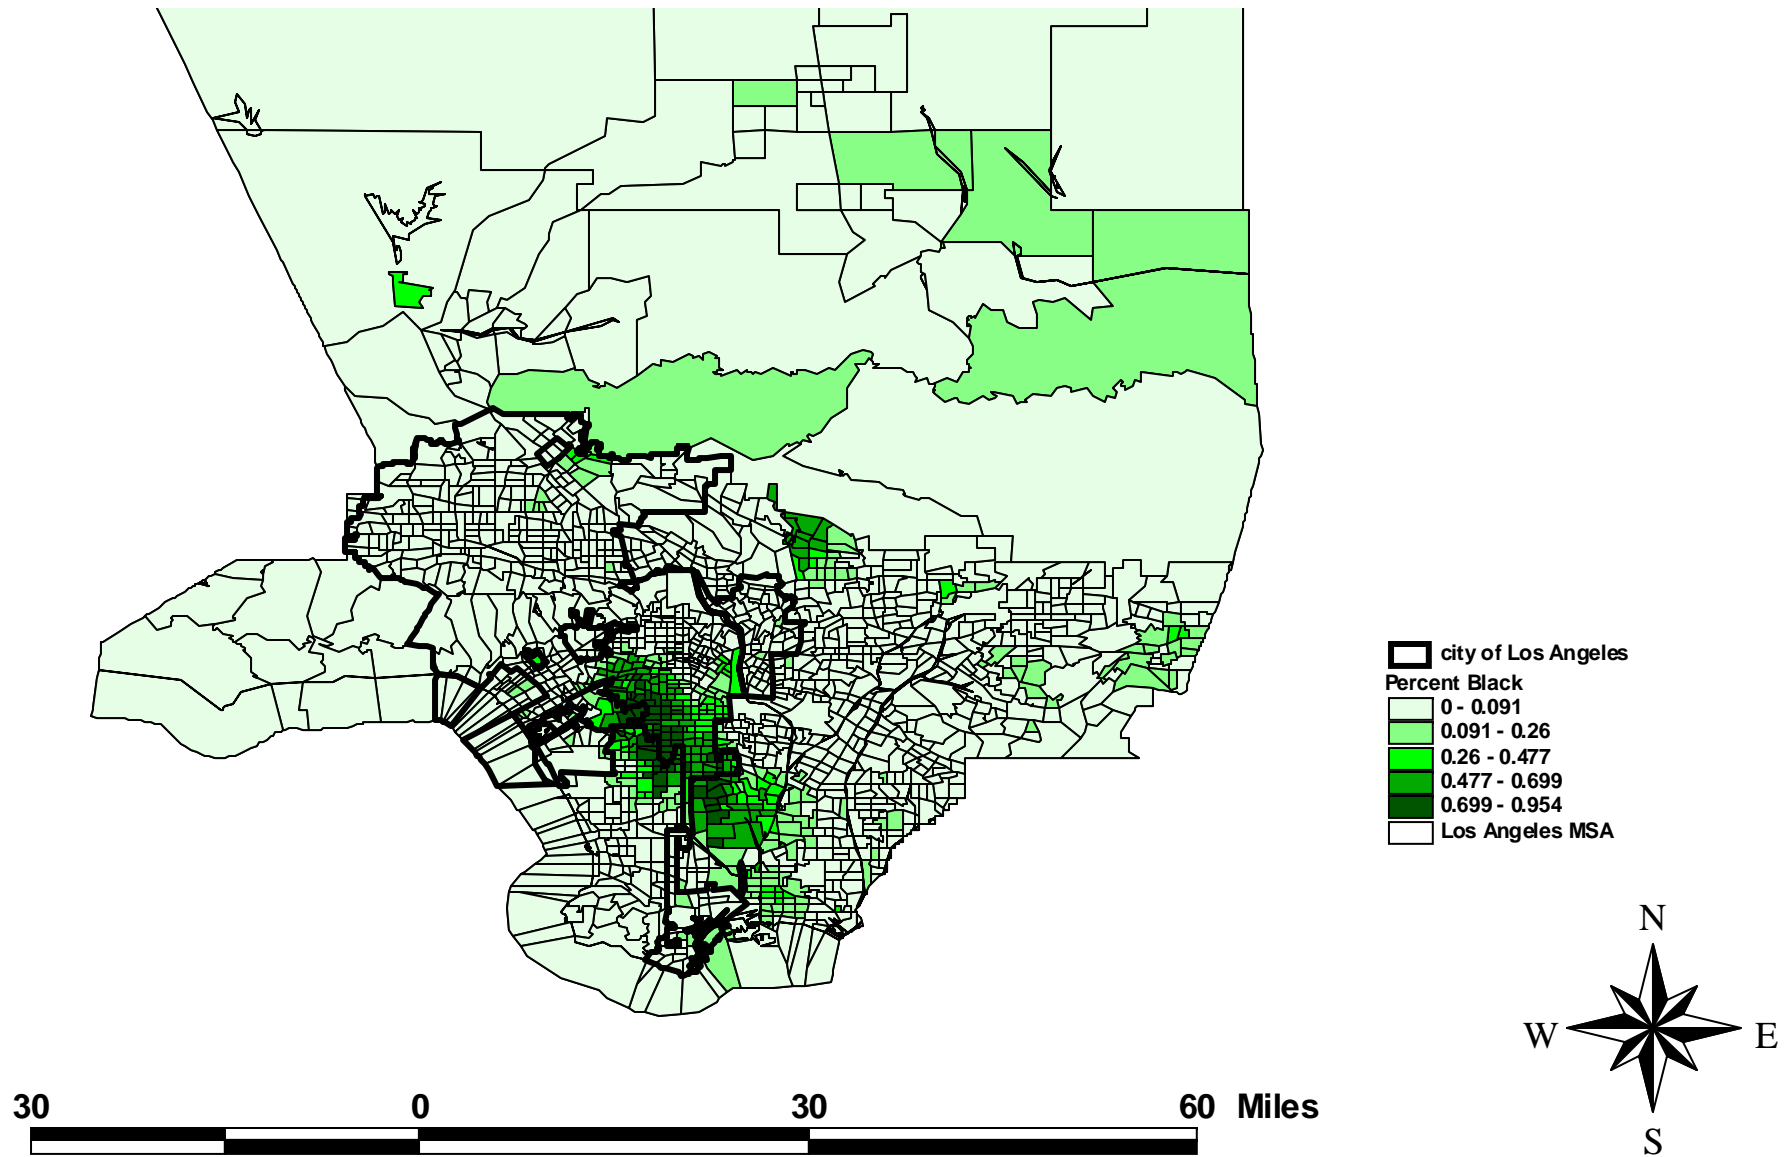 city of Los Angeles
Percent Black
0 - 0.091
0.091 - 0.26
0.26 - 0.477
0.477 - 0.699
0.699 - 0.954
Los Angeles MSA
N
W E
S
30 0 30 60 Miles